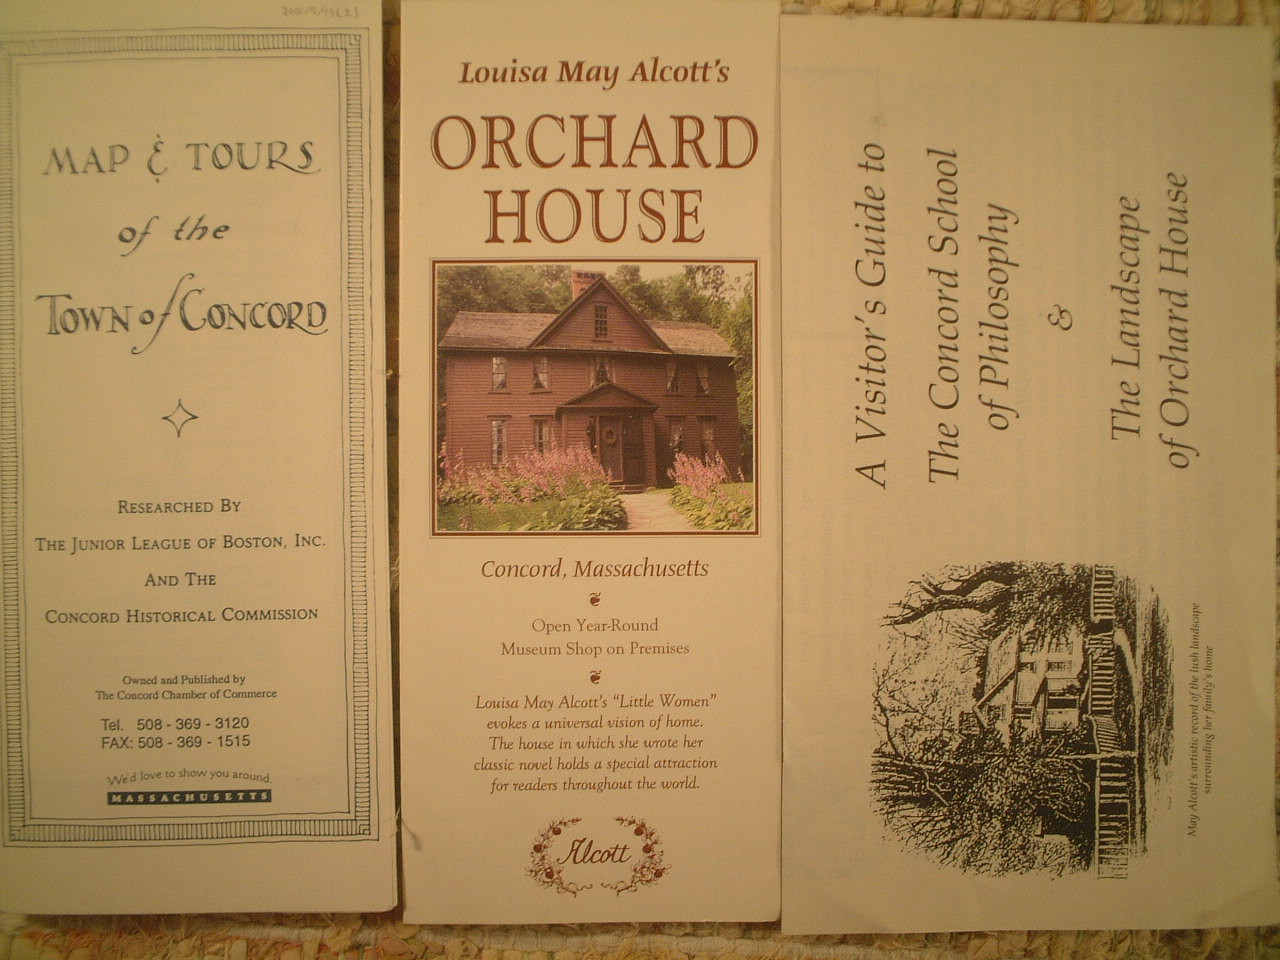 MAP & TOURS
of the
TOWN of CONCORD
RESEARCHED BY
THE JUNIOR LEAGUE OF BOSTON, INC.
AND THE
CONCORD HISTORICAL COMMISSION
Owned and Published by
The Concord Chamber of Commerce
Tel. 508 - 369 - 3120
FAX: 508 - 369 - 1515
We'd love to show you around
MASSACHUSETTS
Louisa May Alcott's
ORCHARD
HOUSE
Concord, Massachusetts
Open Year-Round
Museum Shop on Premises
Louisa May Alcott's "Little Women"
evokes a universal vision of home.
The house in which she wrote her
classic novel holds a special attraction
for readers throughout the world.
Alcott
A Visitor's Guide to
The Concord School
of Philosophy
&
The Landscape
of Orchard House
May Alcott's artistic record of the lush landscape
surrounding her family's home